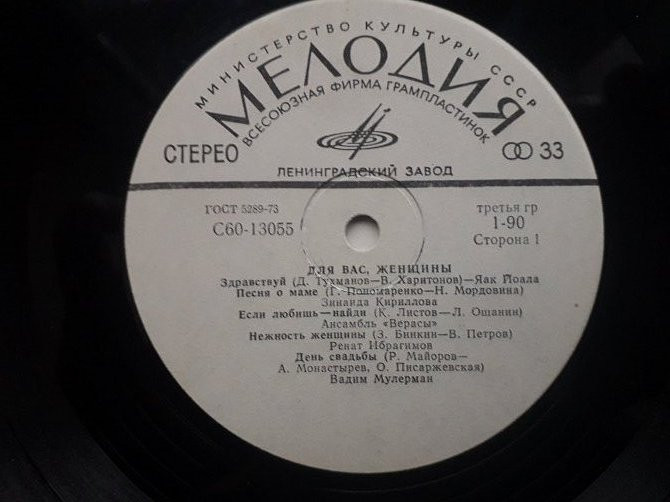 МИНИСТЕРСТВО КУЛЬТУРЫ СССР
МЕЛОДИЯ
ВСЕСОЮЗНАЯ ФИРМА ГРАМПЛАСТИНОК
СТЕРЕО
33
ЛЕНИНГРАДСКИЙ ЗАВОД
ГОСТ 5289-73
третья гр
С60-13055
1-90
Сторона 1
ДЛЯ ВАС, ЖЕНЩИНЫ
Здравствуй (Д. Тухманов—В. Харитонов)—Яак Йоала
Песня о маме (Г. Пономаренко—Н. Мордовина)
Зинаида Кириллова
Если любишь—найди (К. Листов—Л. Ошанин)
Ансамбль «Верасы»
Нежность женщины (З. Бинкин—В. Петров)
Ренат Ибрагимов
День свадьбы (Р. Майоров—
А. Монастырев, О. Писаржевская)
Вадим Мулерман